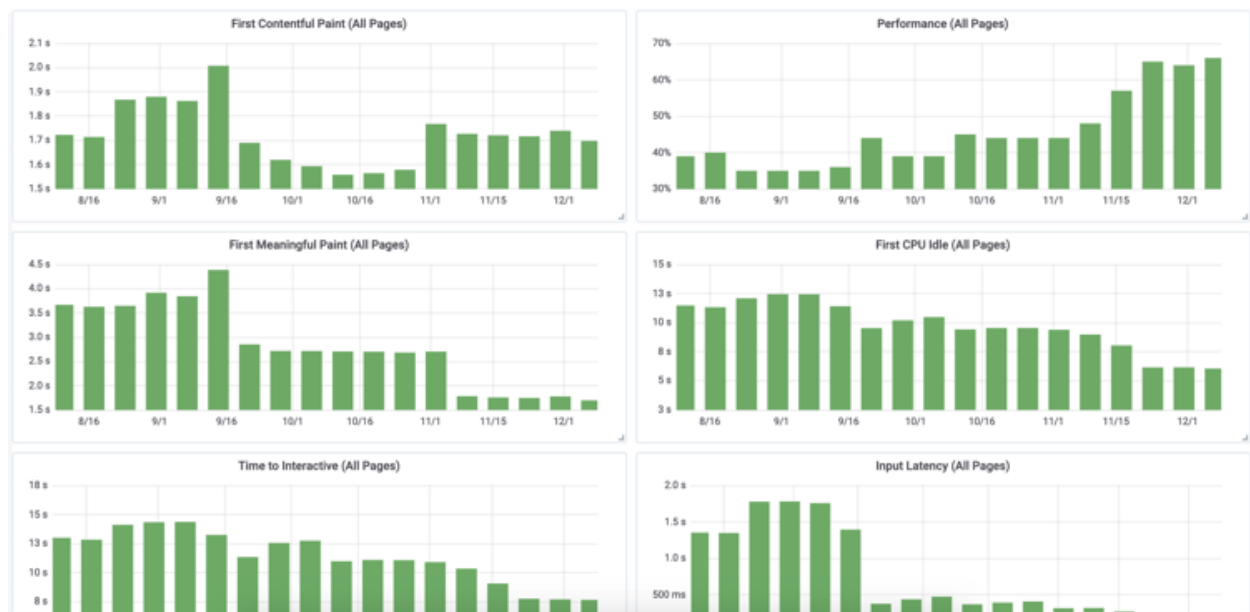 First Contentful Paint (All Pages)
2.1 s
2.0 s
1.9 s
1.8 s
1.7 s
1.6 s
1.5 s
8/16 9/1 9/16 10/1 10/16 11/1 11/15 12/1
Performance (All Pages)
70%
60%
50%
40%
30%
8/16 9/1 9/16 10/1 10/16 11/1 11/15 12/1
First Meaningful Paint (All Pages)
4.5 s
4.0 s
3.5 s
3.0 s
2.5 s
2.0 s
1.5 s
8/16 9/1 9/16 10/1 10/16 11/1 11/15 12/1
First CPU Idle (All Pages)
15 s
13 s
10 s
8 s
5 s
3 s
8/16 9/1 9/16 10/1 10/16 11/1 11/15 12/1
Time to Interactive (All Pages)
18 s
15 s
13 s
10 s
8 s
Input Latency (All Pages)
2.0 s
1.5 s
1.0 s
500 ms